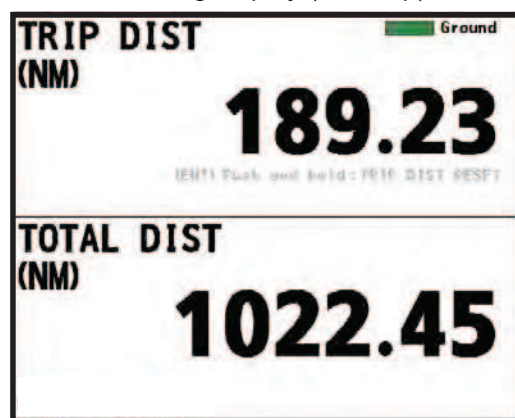 TRIP DIST
Ground
(NM)
189.23
[ENT] Push and hold: TRIP DIST RESET
TOTAL DIST
(NM)
1022.45